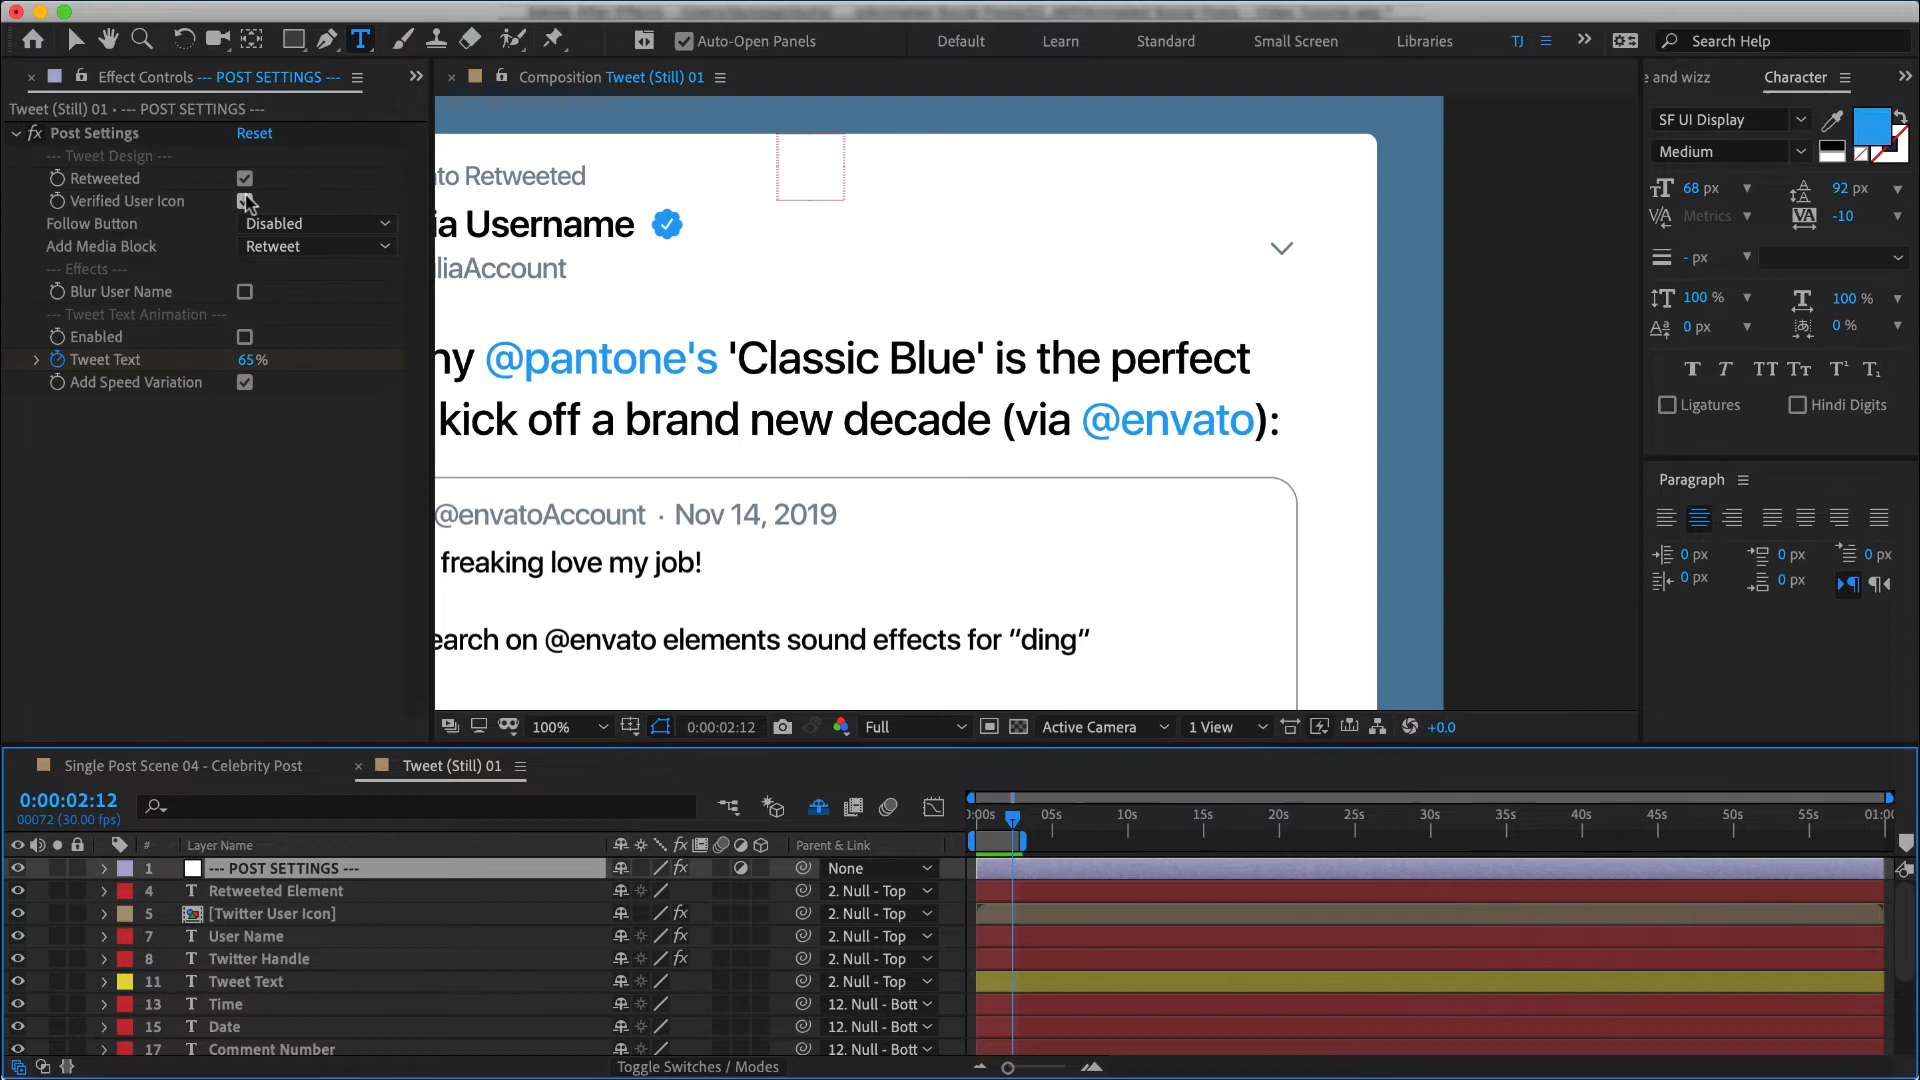 Auto-Open Panels
Default
Learn
Standard
Small Screen
Libraries
TJ
Search Help
Effect Controls --- POST SETTINGS ---
Composition Tweet (Still) 01
e and wizz
Character
Tweet (Still) 01 • --- POST SETTINGS ---
fx Post Settings Reset
--- Tweet Design ---
Retweeted
Verified User Icon
Follow Button Disabled
Add Media Block Retweet
--- Effects ---
Blur User Name
--- Tweet Text Animation ---
Enabled
Tweet Text 65%
Add Speed Variation
to Retweeted
ia Username
liaAccount
ny @pantone's 'Classic Blue' is the perfect
kick off a brand new decade (via @envato):
@envatoAccount · Nov 14, 2019
freaking love my job!
earch on @envato elements sound effects for “ding“
100%
0:00:02:12
Full
Active Camera
1 View
+0.0
SF UI Display
Medium
68 px
92 px
Metrics
-10
- px
100 %
100 %
0 px
0 %
Ligatures
Hindi Digits
Paragraph
0 px 0 px 0 px
0 px 0 px
Single Post Scene 04 - Celebrity Post
Tweet (Still) 01
0:00:02:12
00072 (30.00 fps)
:00s 05s 10s 15s 20s 25s 30s 35s 40s 45s 50s 55s 01:0
# Layer Name Parent & Link
1 --- POST SETTINGS --- fx None
4 T Retweeted Element 2. Null - Top
5 [Twitter User Icon] fx 2. Null - Top
7 T User Name fx 2. Null - Top
8 T Twitter Handle fx 2. Null - Top
11 T Tweet Text 2. Null - Top
13 T Time 12. Null - Bott
15 T Date 12. Null - Bott
17 T Comment Number 12. Null - Bott
Toggle Switches / Modes